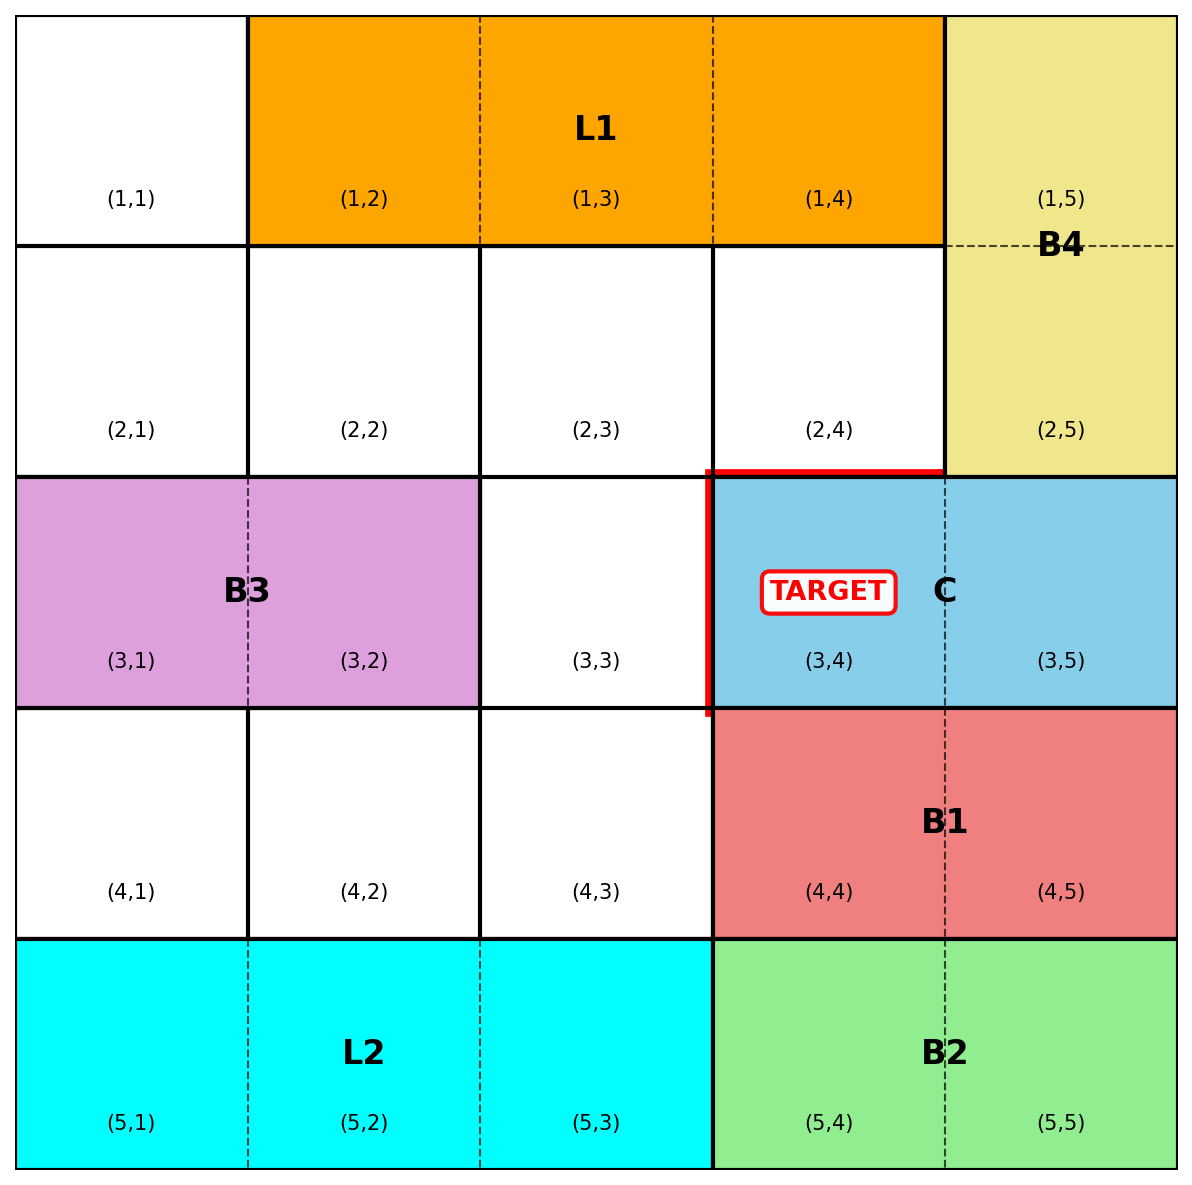 L1
(1,1) (1,2) (1,3) (1,4) (1,5)
B4
(2,1) (2,2) (2,3) (2,4) (2,5)
B3 TARGET C
(3,1) (3,2) (3,3) (3,4) (3,5)
B1
(4,1) (4,2) (4,3) (4,4) (4,5)
L2 B2
(5,1) (5,2) (5,3) (5,4) (5,5)